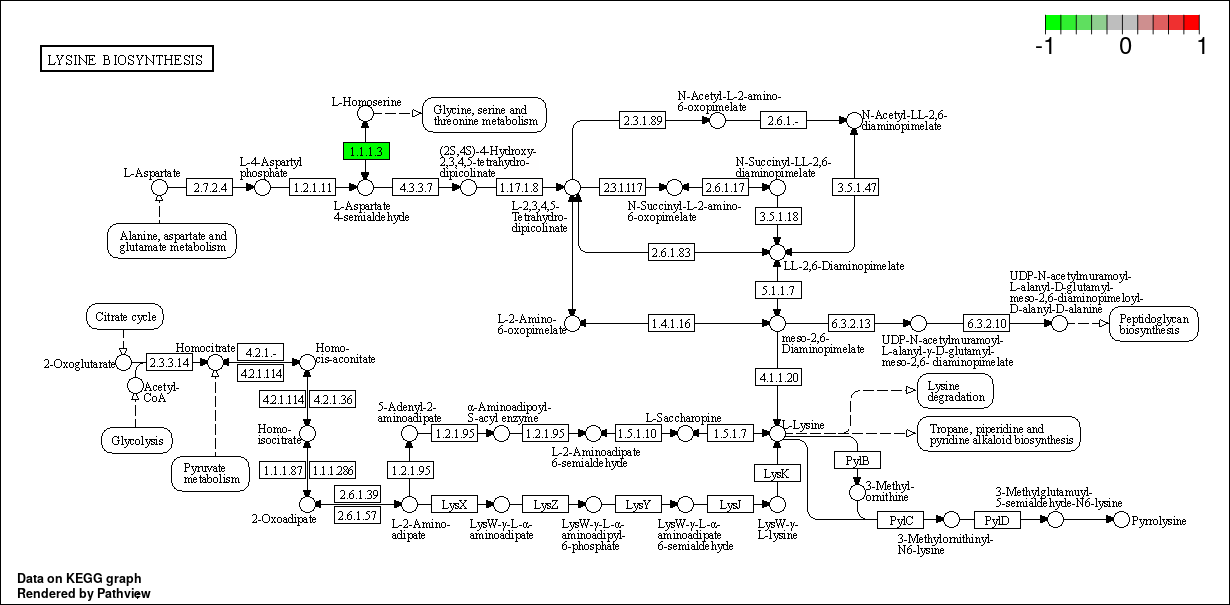 -1
0
1
LYSINE BIOSYNTHESIS
L-Homoserine
Glycine, serine and
threonine metabolism
N-Acetyl-L-2-amino-
6-oxopimelate
2.3.1.89
2.6.1.-
N-Acetyl-LL-2,6-
diaminopimelate
1.1.1.3
(2S,4S)-4-Hydroxy-
2,3,4,5-tetrahydro-
dipicolinate
L-4-Aspartyl
phosphate
L-Aspartate
N-Succinyl-LL-2,6-
diaminopimelate
2.7.2.4
1.2.1.11
4.3.3.7
1.17.1.8
2.3.1.117
2.6.1.17
3.5.1.47
L-Aspartate
4-semialdehyde
L-2,3,4,5-
Tetrahydro-
dipicolinate
N-Succinyl-L-2-amino-
6-oxopimelate
3.5.1.18
Alanine, aspartate and
glutamate metabolism
2.6.1.83
LL-2,6-Diaminopimelate
5.1.1.7
UDP-N-acetylmuramoyl-
L-alanyl-D-glutamyl-
meso-2,6-diaminopimeloyl-
D-alanyl-D-alanine
Citrate cycle
L-2-Amino-
6-oxopimelate
1.4.1.16
6.3.2.13
6.3.2.10
Peptidoglycan
biosynthesis
meso-2,6-
Diaminopimelate
UDP-N-acetylmuramoyl-
L-alanyl-γ-D-glutamyl-
meso-2,6- diaminopimelate
Homocitrate
4.2.1.-
Homo-
cis-aconitate
2-Oxoglutarate
2.3.3.14
4.2.1.114
4.1.1.20
Acetyl-
CoA
4.2.1.114
4.2.1.36
Lysine
degradation
5-Adenyl-2-
aminoadipate
α-Aminoadipoyl-
S-acyl enzyme
L-Saccharopine
L-Lysine
Glycolysis
Homo-
isocitrate
1.2.1.95
1.2.1.95
1.5.1.10
1.5.1.7
Tropane, piperidine and
pyridine alkaloid biosynthesis
L-2-Aminoadipate
6-semialdehyde
Pyruvate
metabolism
1.1.1.87
1.1.1.286
1.2.1.95
LysK
PylB
2.6.1.39
3-Methyl-
ornithine
2-Oxoadipate
2.6.1.57
LysX
LysZ
LysY
LysJ
3-Methylglutamuyl-
5-semialdehyde-N6-lysine
L-2-Amino-
adipate
LysW-γ-L-α-
aminoadipate
LysW-γ-L-α-
aminoadipyl-
6-phosphate
LysW-γ-L-α-
aminoadipate
6-semialdehyde
LysW-γ-
L-lysine
PylC
PylD
Pyrrolysine
3-Methylornithinyl-
N6-lysine
Data on KEGG graph
Rendered by Pathview